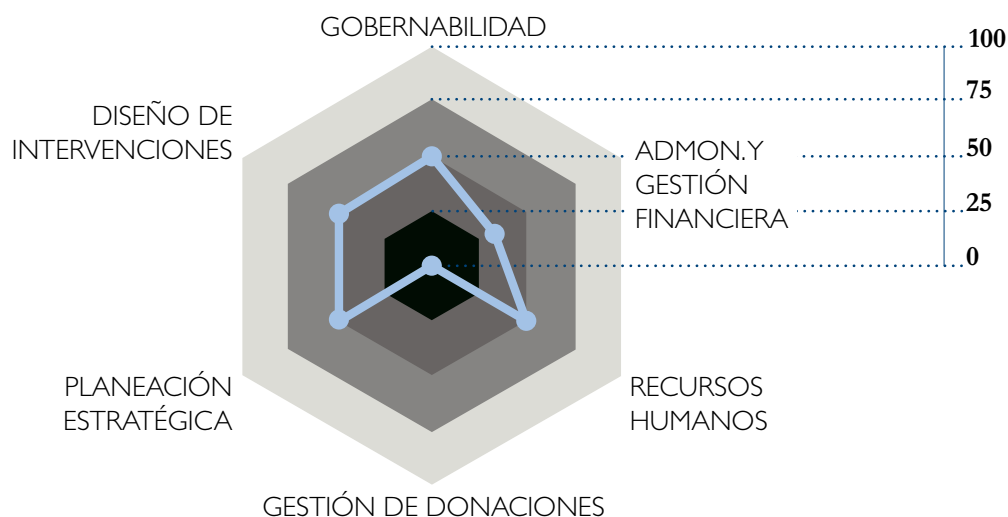 GOBERNABILIDAD
100
75
DISEÑO DE
INTERVENCIONES
ADMON.Y
GESTIÓN
FINANCIERA
50
25
0
PLANEACIÓN
ESTRATÉGICA
RECURSOS
HUMANOS
GESTIÓN DE DONACIONES